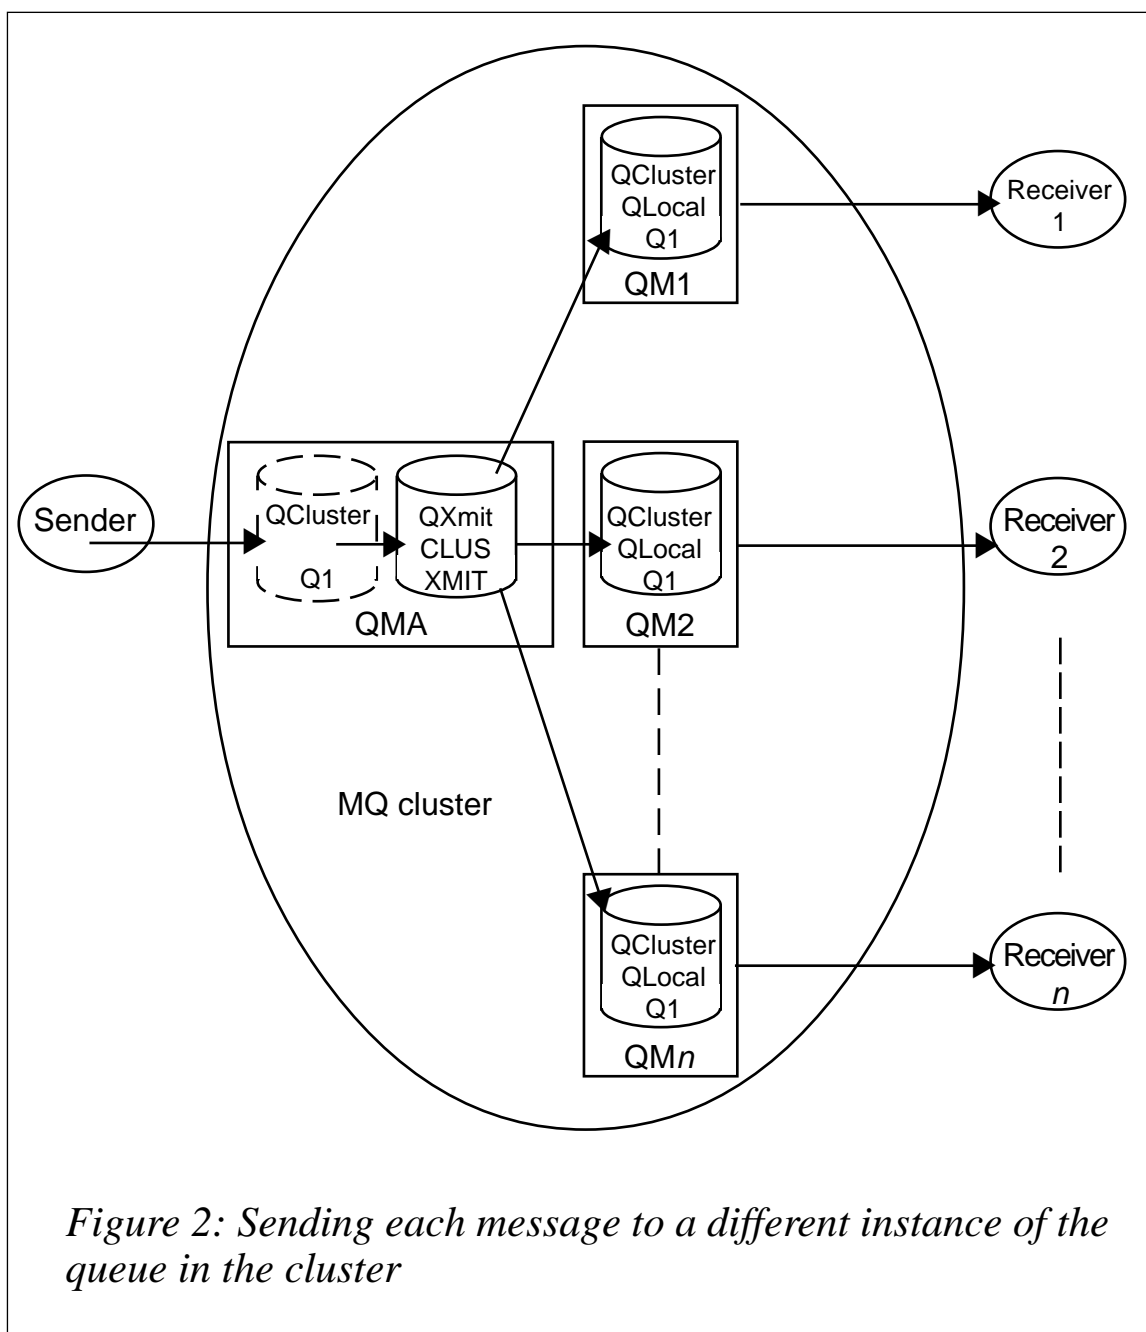 QCluster
QLocal
Q1
QM1
Receiver
1
Sender
QCluster
Q1
QXmit
CLUS
XMIT
QMA
QCluster
QLocal
Q1
QM2
Receiver
2
MQ cluster
QCluster
QLocal
Q1
QMn
Receiver
n
Figure 2: Sending each message to a different instance of the
queue in the cluster